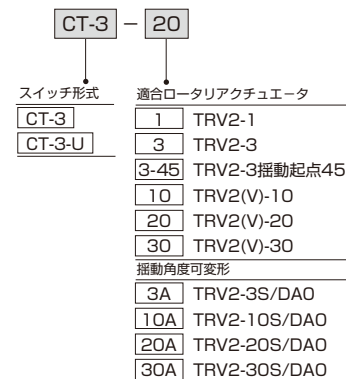 CT-3 − 20
スイッチ形式
CT-3
CT-3-U
適合ロータリアクチュエータ
1 TRV2-1
3 TRV2-3
3-45 TRV2-3揺動起点45
10 TRV2(V)-10
20 TRV2(V)-20
30 TRV2(V)-30
揺動角度可変形
3A TRV2-3S/DA0
10A TRV2-10S/DA0
20A TRV2-20S/DA0
30A TRV2-30S/DA0